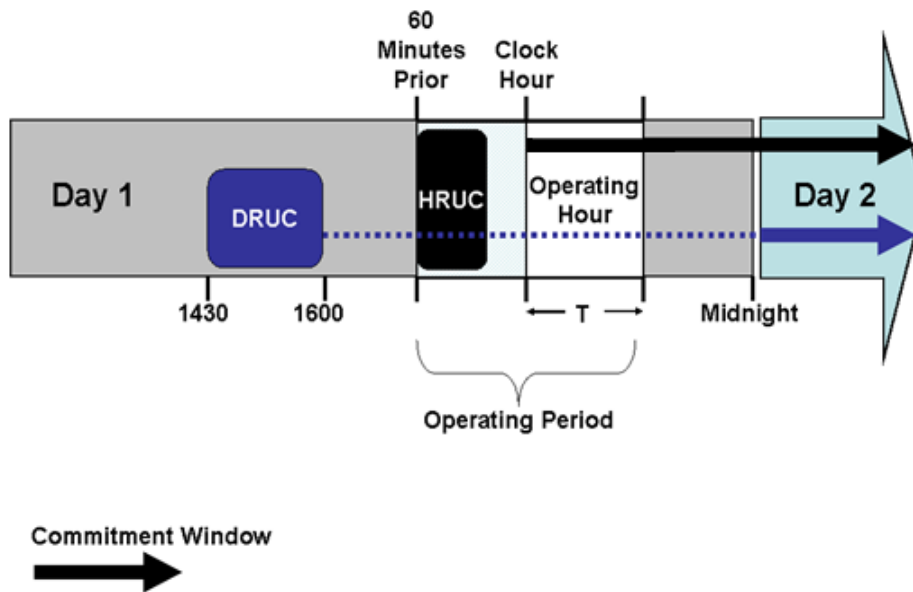 60
Minutes
Prior
Clock
Hour
Day 1
DRUC
HRUC
Operating
Hour
Day 2
1430
1600
T
Midnight
Operating Period
Commitment Window